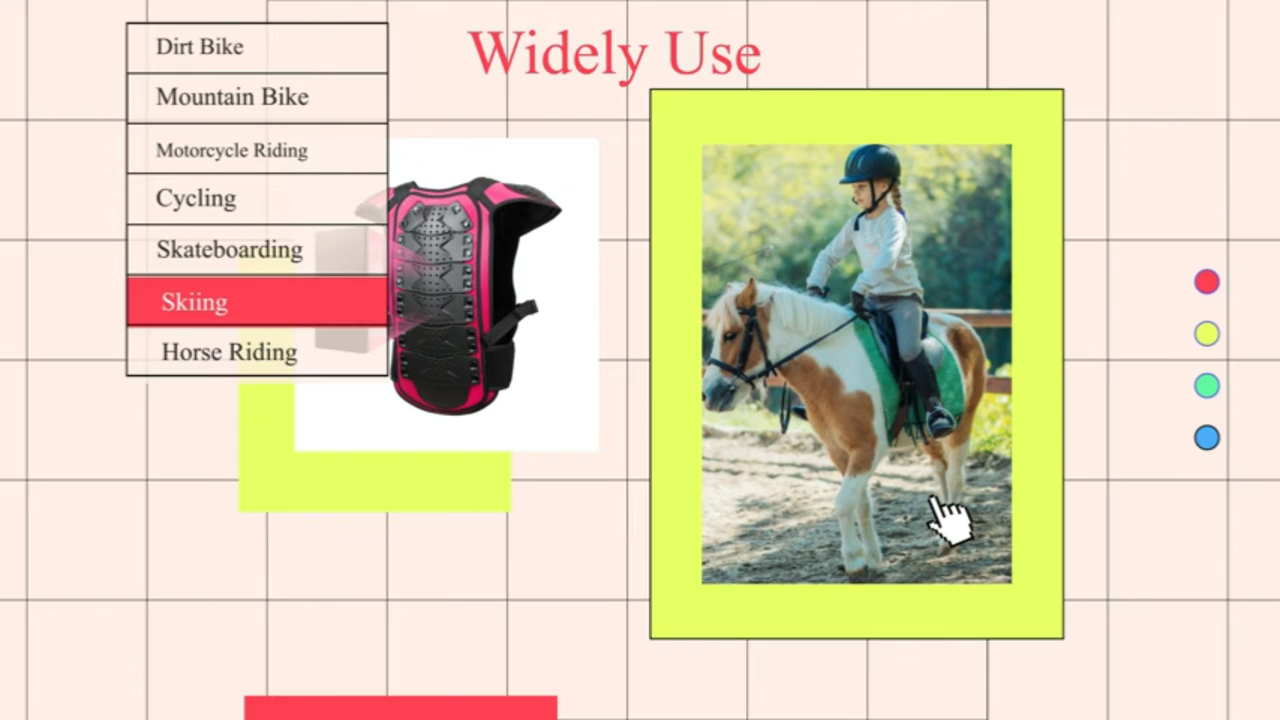 Widely Use
Dirt Bike
Mountain Bike
Motorcycle Riding
Cycling
Skateboarding
Skiing
Horse Riding